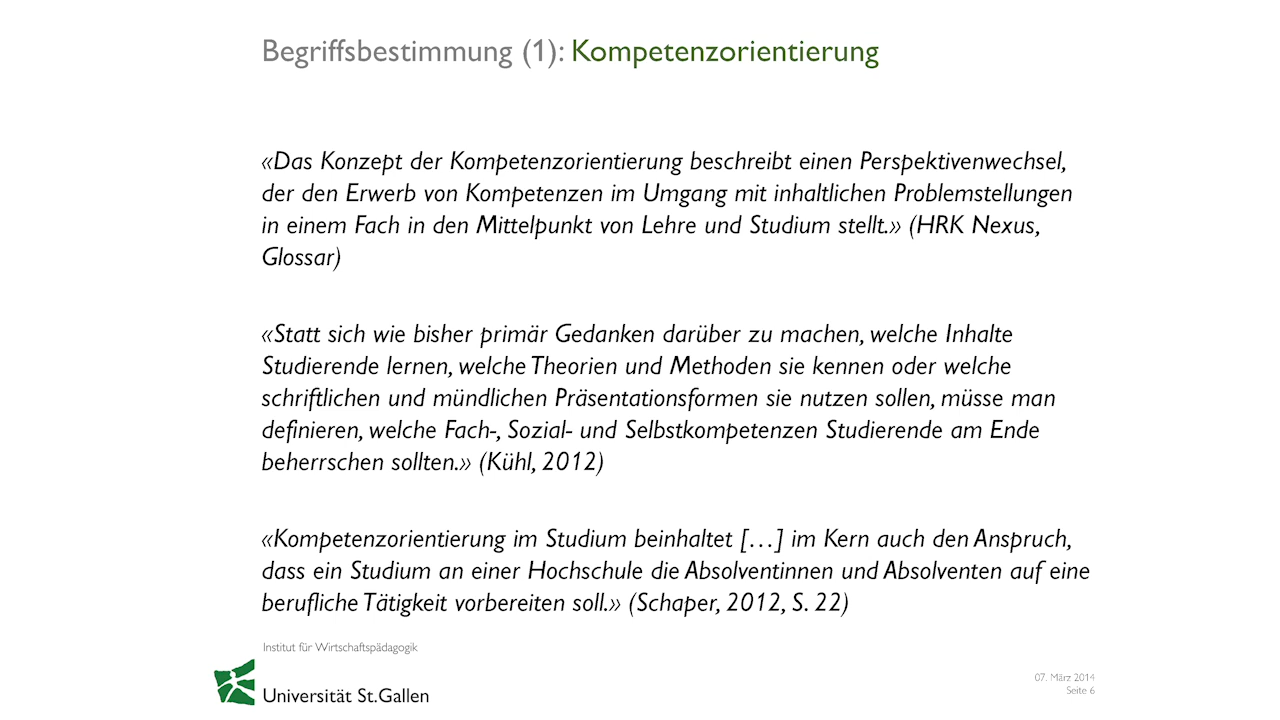 Begriffsbestimmung (1): Kompetenzorientierung
«Das Konzept der Kompetenzorientierung beschreibt einen Perspektivenwechsel,
der den Erwerb von Kompetenzen im Umgang mit inhaltlichen Problemstellungen
in einem Fach in den Mittelpunkt von Lehre und Studium stellt.» (HRK Nexus,
Glossar)
«Statt sich wie bisher primär Gedanken darüber zu machen, welche Inhalte
Studierende lernen, welche Theorien und Methoden sie kennen oder welche
schriftlichen und mündlichen Präsentationsformen sie nutzen sollen, müsse man
definieren, welche Fach-, Sozial- und Selbstkompetenzen Studierende am Ende
beherrschen sollten.» (Kühl, 2012)
«Kompetenzorientierung im Studium beinhaltet […] im Kern auch den Anspruch,
dass ein Studium an einer Hochschule die Absolventinnen und Absolventen auf eine
berufliche Tätigkeit vorbereiten soll.» (Schaper, 2012, S. 22)
Institut für Wirtschaftspädagogik
Universität St.Gallen
07. März 2014
Seite 6